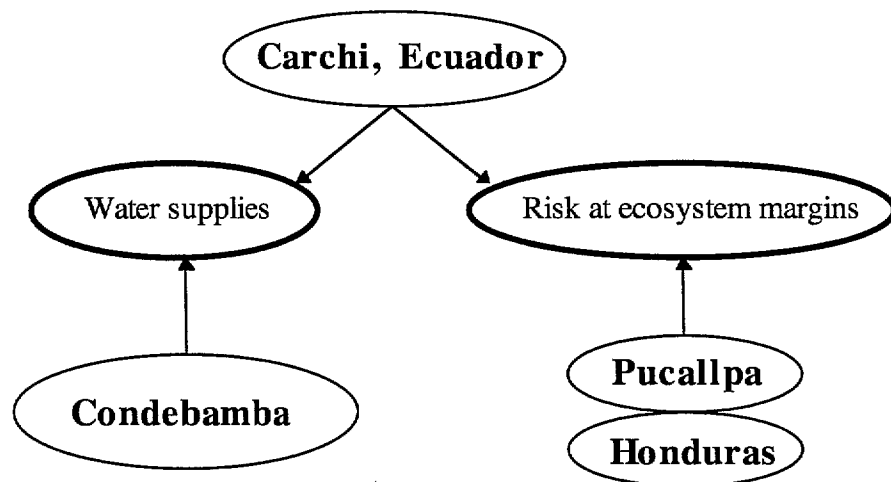 Carchi, Ecuador
Water supplies
Risk at ecosystem margins
Condebamba
Pucallpa
Honduras